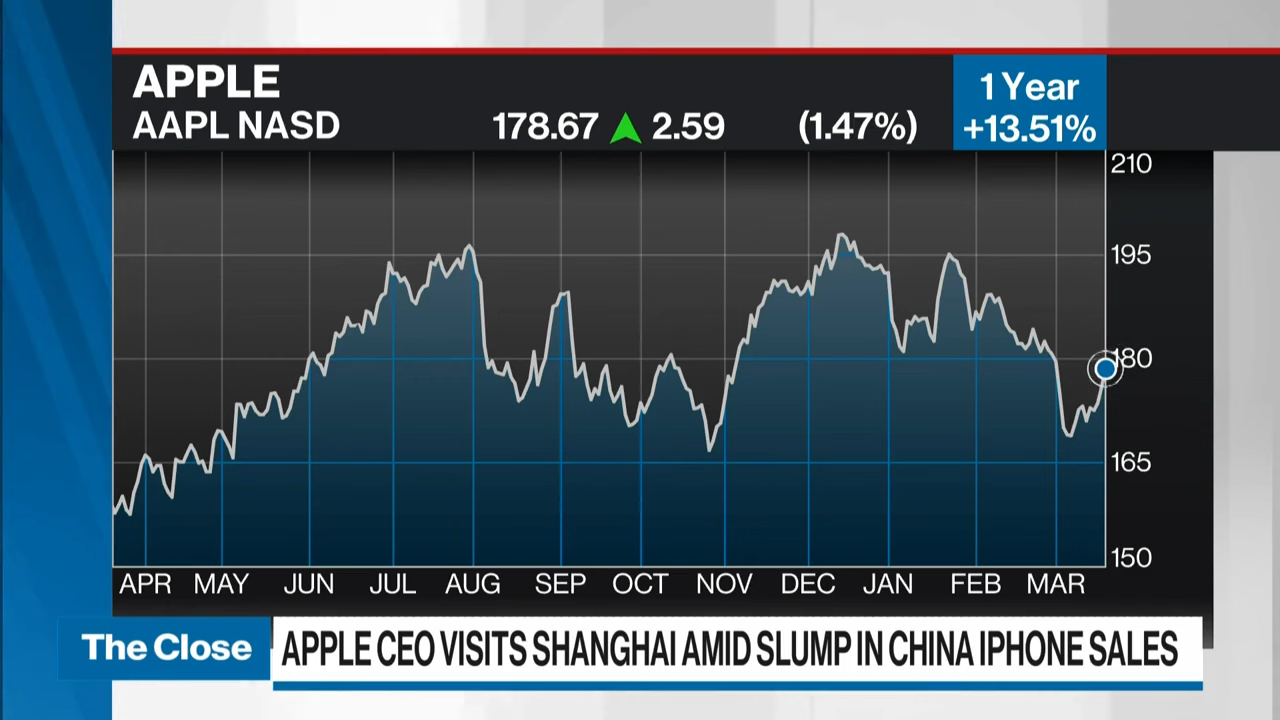 APPLE
AAPL NASD 178.67 2.59 (1.47%)
1 Year
+13.51%
210
195
180
165
150
APR MAY JUN JUL AUG SEP OCT NOV DEC JAN FEB MAR
The Close
APPLE CEO VISITS SHANGHAI AMID SLUMP IN CHINA IPHONE SALES